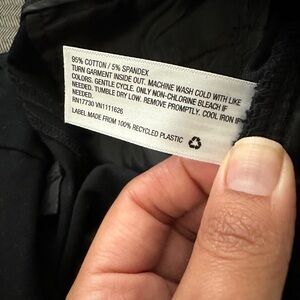 95% COTTON / 5% SPANDEX
TURN GARMENT INSIDE OUT. MACHINE WASH COLD WITH LIKE
COLORS. GENTLE CYCLE. ONLY NON-CHLORINE BLEACH IF
NEEDED. TUMBLE DRY LOW. REMOVE PROMPTLY. COOL IRON IF
NEEDED.
RN17730 VN1111626
LABEL MADE FROM 100% RECYCLED PLASTIC